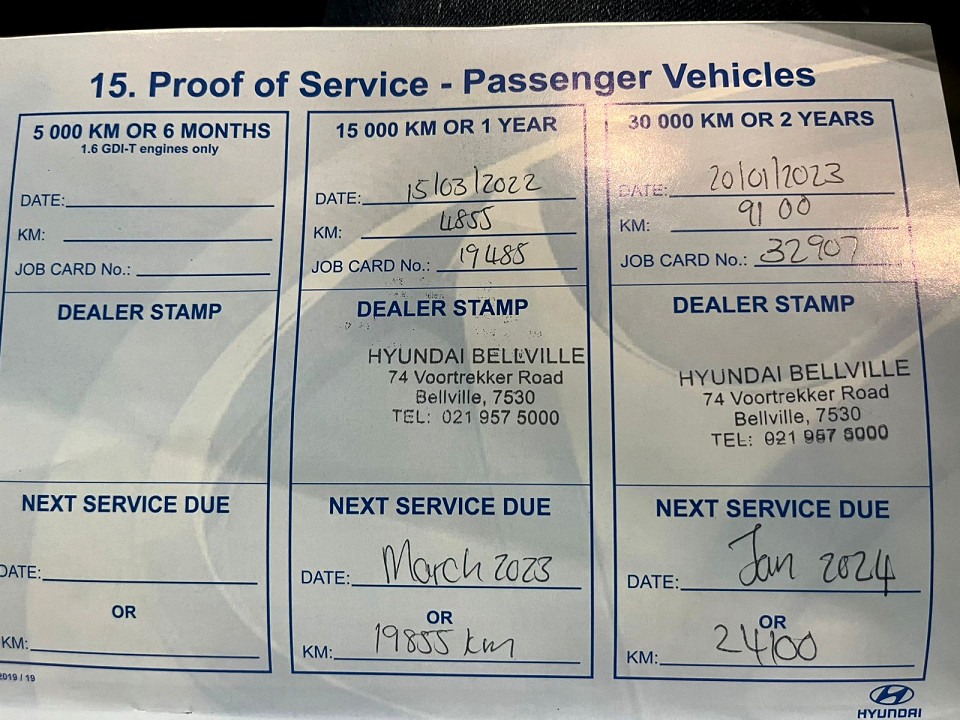 15. Proof of Service - Passenger Vehicles
5 000 KM OR 6 MONTHS
1.6 GDI-T engines only
DATE:
KM:
JOB CARD No.:
DEALER STAMP
NEXT SERVICE DUE
DATE:
OR
KM:
15 000 KM OR 1 YEAR
DATE: 15/03/2022
KM: 4855
JOB CARD No.: 19485
DEALER STAMP
HYUNDAI BELLVILLE
74 Voortrekker Road
Bellville, 7530
TEL: 021 957 5000
NEXT SERVICE DUE
DATE: March 2023
OR
KM: 19855 km
30 000 KM OR 2 YEARS
DATE: 20/01/2023
KM: 91 00
JOB CARD No.: 32907
DEALER STAMP
HYUNDAI BELLVILLE
74 Voortrekker Road
Bellville, 7530
TEL: 021 957 5000
NEXT SERVICE DUE
DATE: Jan 2024
OR
KM: 24100
2019 / 19
HYUNDAI